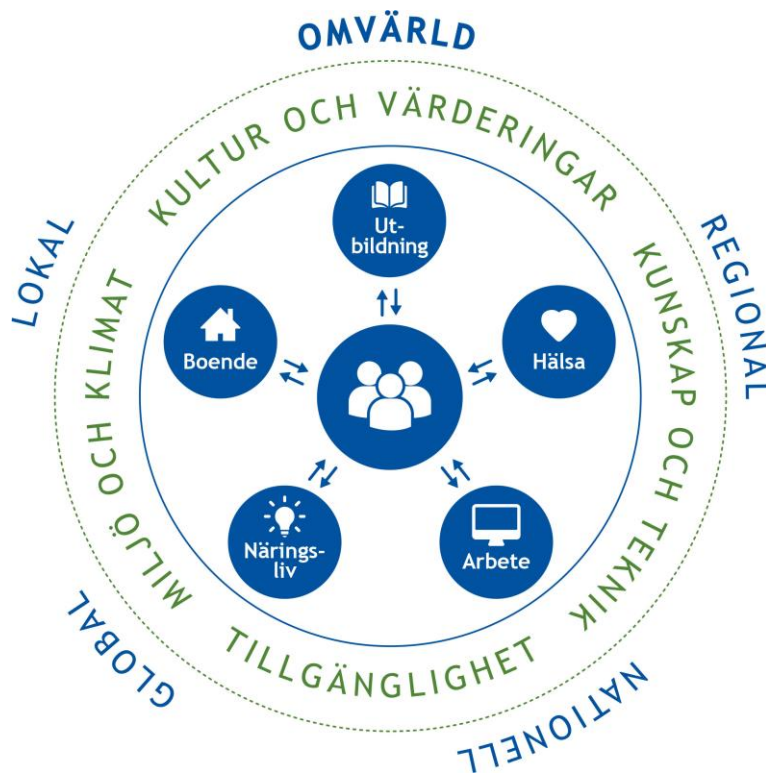 OMVÄRLD
REGIONAL
NATIONELL
GLOBAL
LOKAL
KULTUR OCH VÄRDERINGAR
KUNSKAP OCH TEKNIK
TILLGÄNGLIGHET
MILJÖ OCH KLIMAT
Ut-
bildning
Hälsa
Arbete
Närings-
liv
Boende